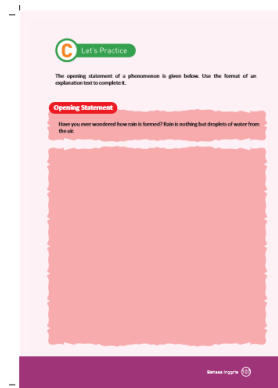 C Let's Practice
The opening statement of a phenomenon is given below. Use the format of an
explanation text to complete it.
Opening Statement
Have you ever wondered how rain is formed? Rain is nothing but droplets of water from
the air.
Bahasa Inggris